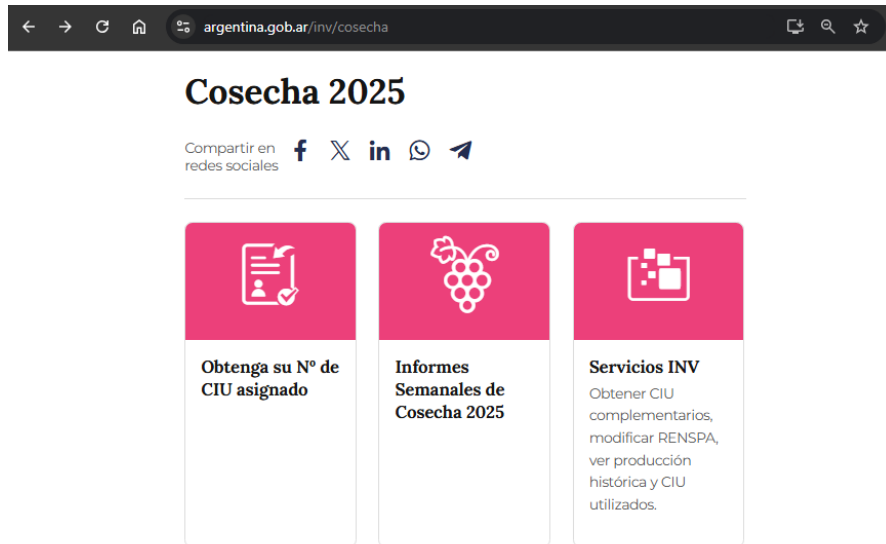 argentina.gob.ar/inv/cosecha
Cosecha 2025
Compartir en
redes sociales
Obtenga su Nº de
CIU asignado
Informes
Semanales de
Cosecha 2025
Servicios INV
Obtener CIU
complementarios,
modificar RENSPA,
ver producción
histórica y CIU
utilizados.